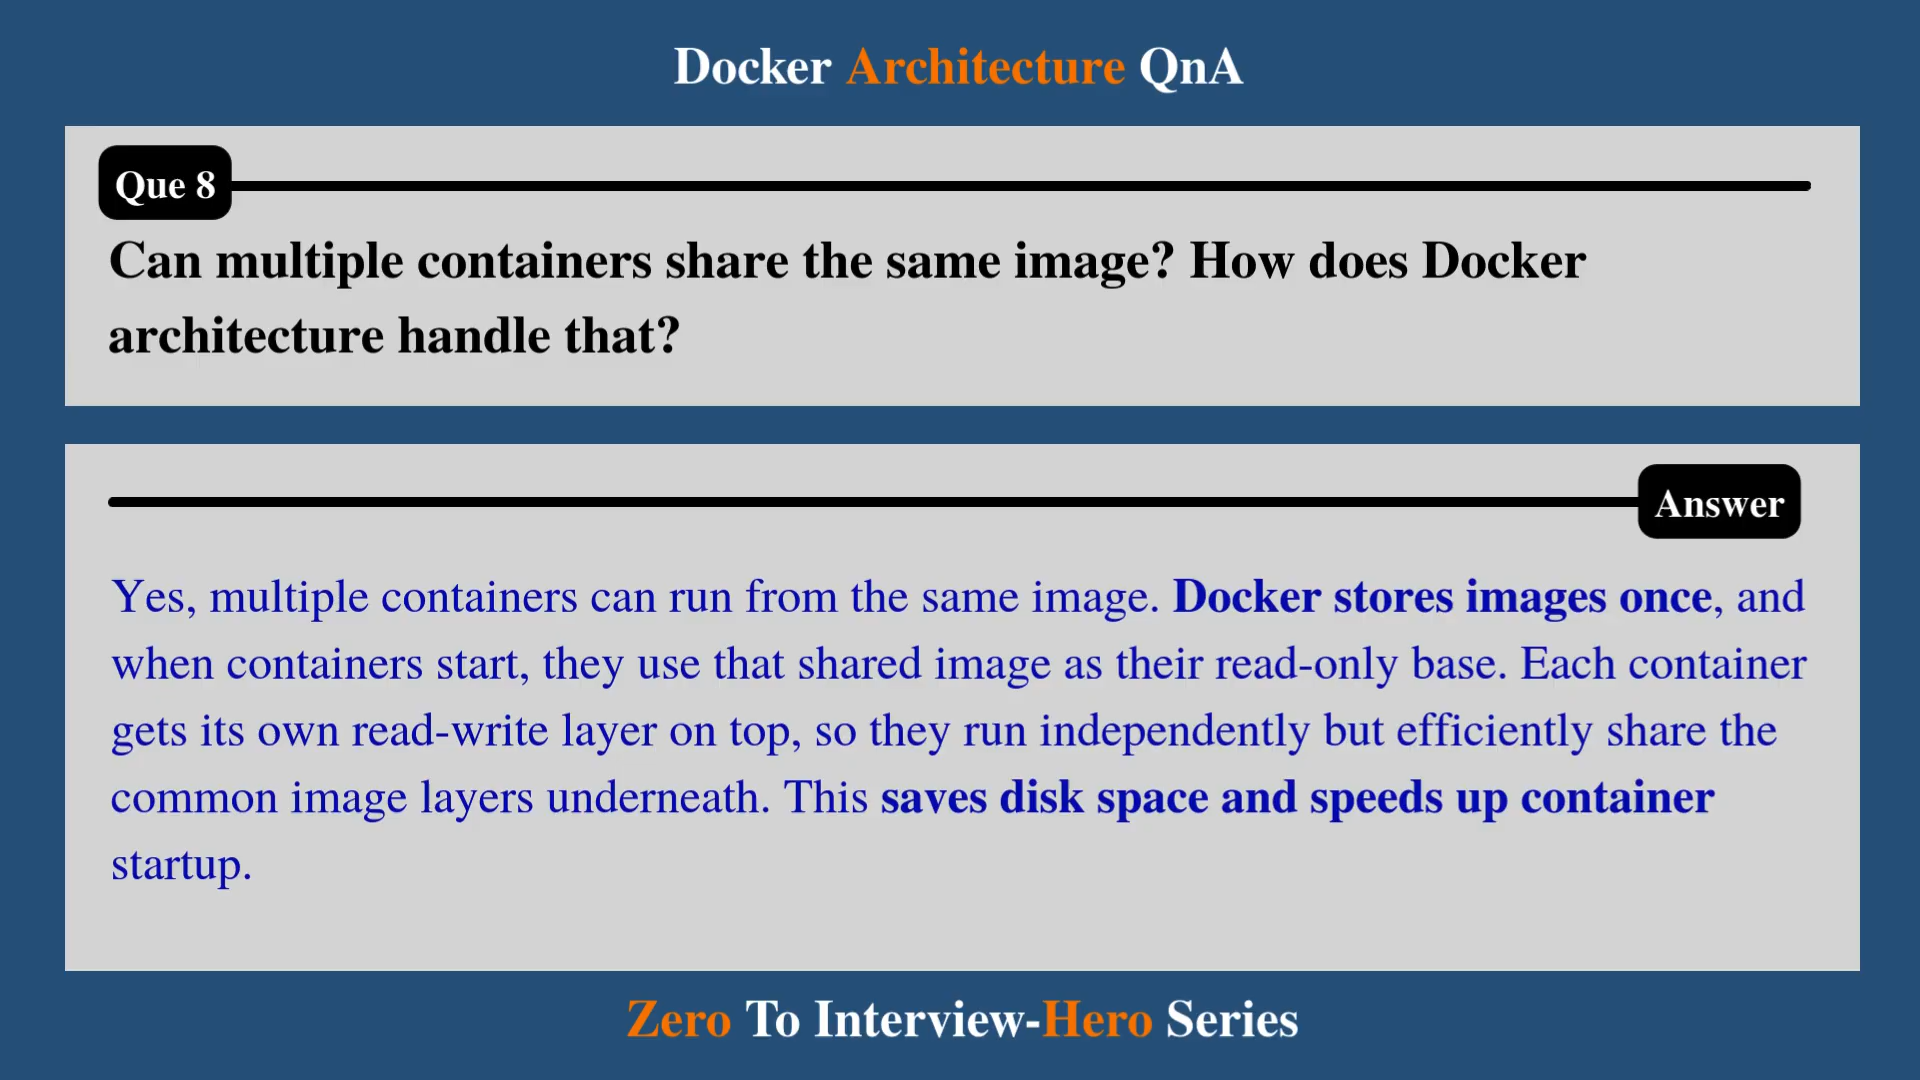 Docker Architecture QnA
Que 8
Can multiple containers share the same image? How does Docker
architecture handle that?
Answer
Yes, multiple containers can run from the same image. Docker stores images once, and
when containers start, they use that shared image as their read-only base. Each container
gets its own read-write layer on top, so they run independently but efficiently share the
common image layers underneath. This saves disk space and speeds up container
startup.
Zero To Interview-Hero Series